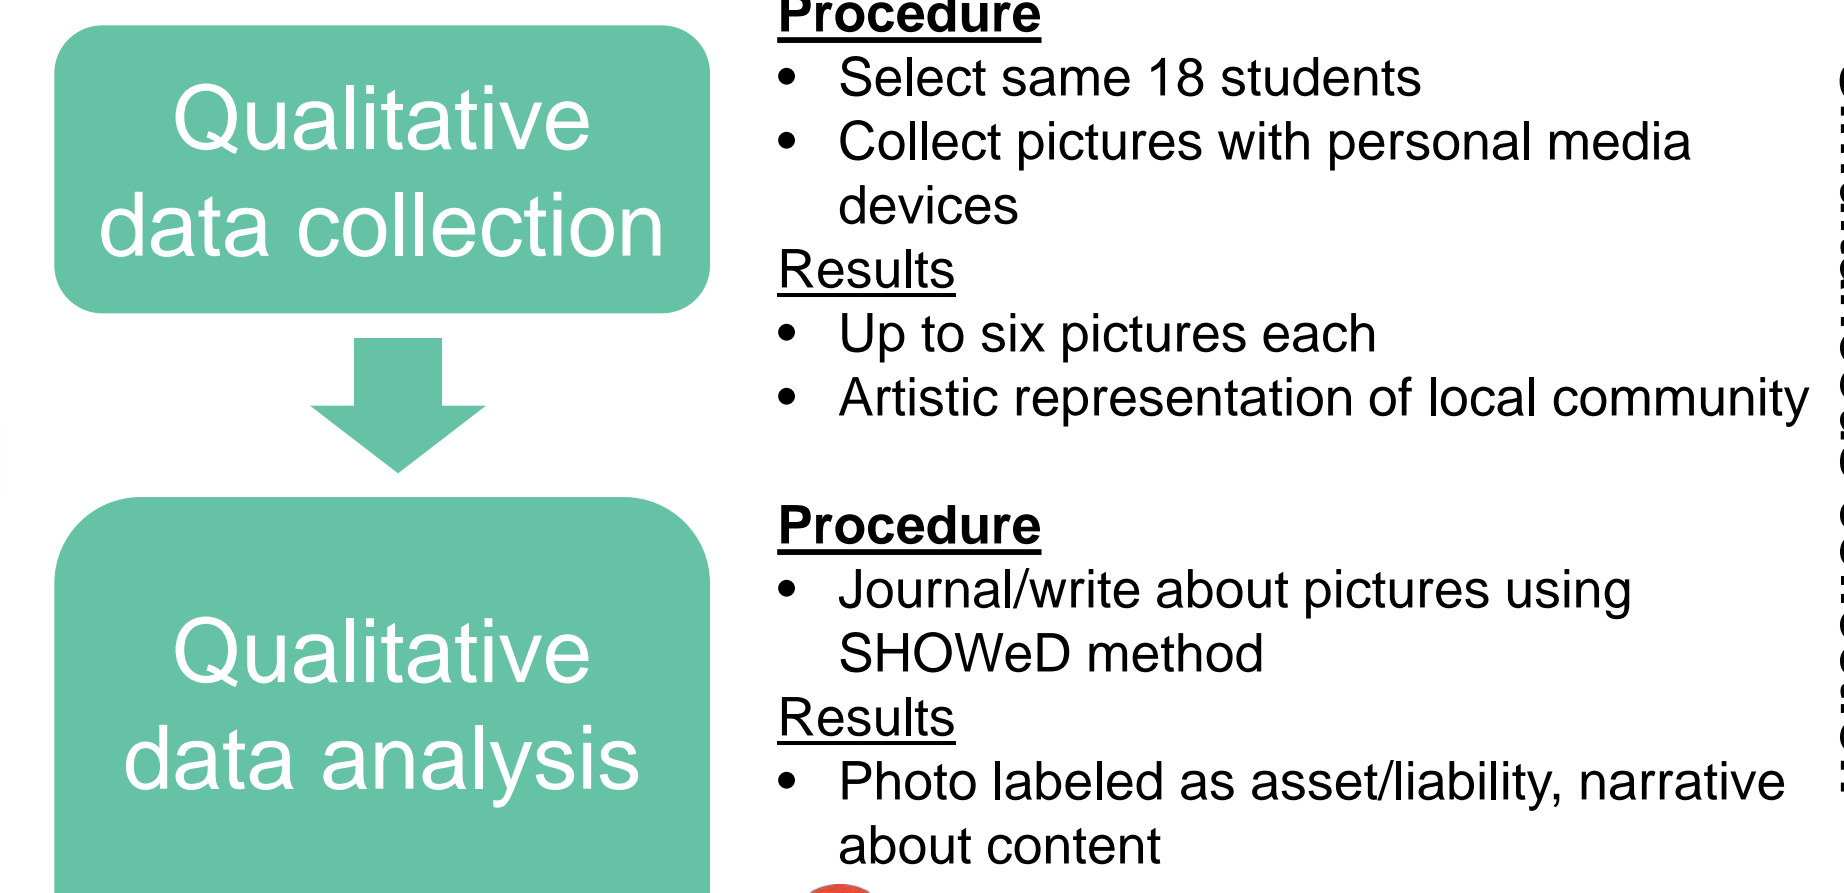 Qualitative
data collection
Procedure
• Select same 18 students
• Collect pictures with personal media
devices
Results
• Up to six pictures each
• Artistic representation of local community
Qualitative
data analysis
Procedure
• Journal/write about pictures using
SHOWeD method
Results
• Photo labeled as asset/liability, narrative
about content